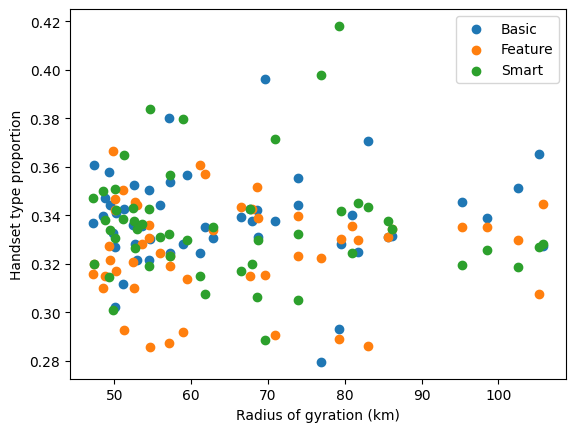 0.42
0.40
0.38
0.36
0.34
0.32
0.30
0.28
Handset type proportion
Basic
Feature
Smart
50
60
70
80
90
100
Radius of gyration (km)